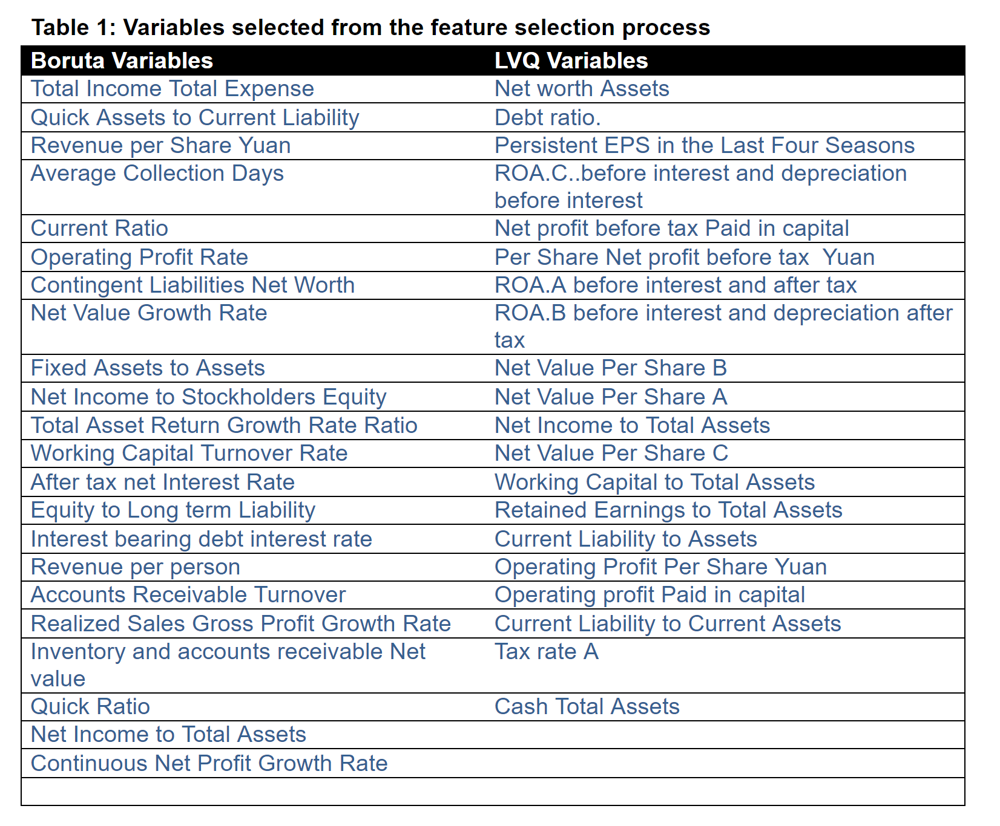 Table 1: Variables selected from the feature selection process
Boruta Variables LVQ Variables
Total Income Total Expense Net worth Assets
Quick Assets to Current Liability Debt ratio.
Revenue per Share Yuan Persistent EPS in the Last Four Seasons
Average Collection Days ROA.C..before interest and depreciation
before interest
Current Ratio Net profit before tax Paid in capital
Operating Profit Rate Per Share Net profit before tax  Yuan
Contingent Liabilities Net Worth ROA.A before interest and after tax
Net Value Growth Rate ROA.B before interest and depreciation after
tax
Fixed Assets to Assets Net Value Per Share B
Net Income to Stockholders Equity Net Value Per Share A
Total Asset Return Growth Rate Ratio Net Income to Total Assets
Working Capital Turnover Rate Net Value Per Share C
After tax net Interest Rate Working Capital to Total Assets
Equity to Long term Liability Retained Earnings to Total Assets
Interest bearing debt interest rate Current Liability to Assets
Revenue per person Operating Profit Per Share Yuan
Accounts Receivable Turnover Operating profit Paid in capital
Realized Sales Gross Profit Growth Rate Current Liability to Current Assets
Inventory and accounts receivable Net Tax rate A
value
Quick Ratio Cash Total Assets
Net Income to Total Assets
Continuous Net Profit Growth Rate